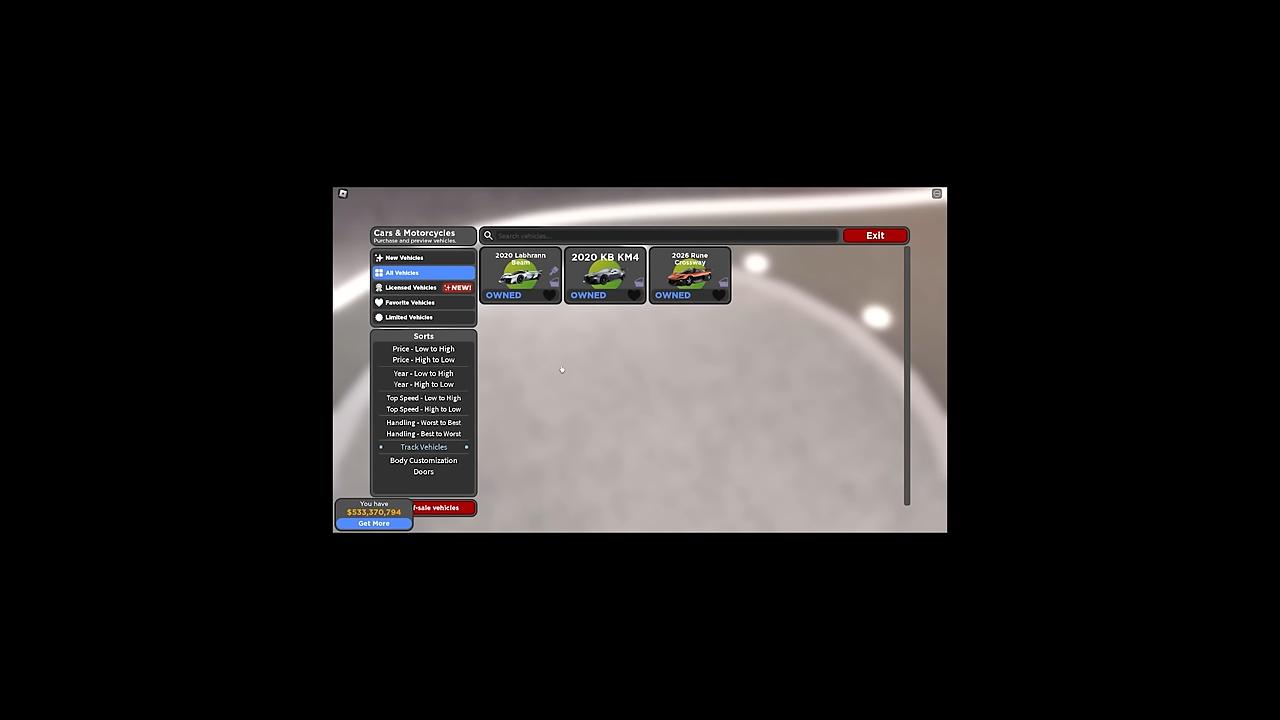 Cars & Motorcycles
Purchase and preview vehicles.
Search vehicles...
Exit
New Vehicles
All Vehicles
Licensed Vehicles
NEW!
Favorite Vehicles
Limited Vehicles
2020 Labhrann
Beam
OWNED
2020 KB KM4
OWNED
2026 Rune
Crossway
OWNED
Sorts
Price - Low to High
Price - High to Low
Year - Low to High
Year - High to Low
Top Speed - Low to High
Top Speed - High to Low
Handling - Worst to Best
Handling - Best to Worst
Track Vehicles
Body Customization
Doors
f-sale vehicles
You have
$533,370,794
Get More